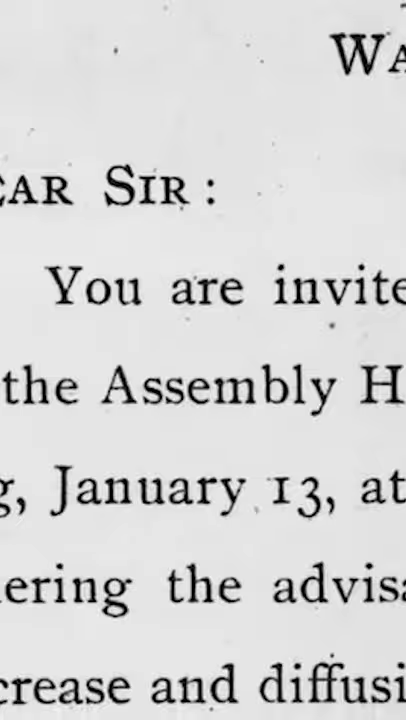 WA
EAR SIR:
You are invite
the Assembly H
g, January 13, at
ering the advisa
crease and diffusi